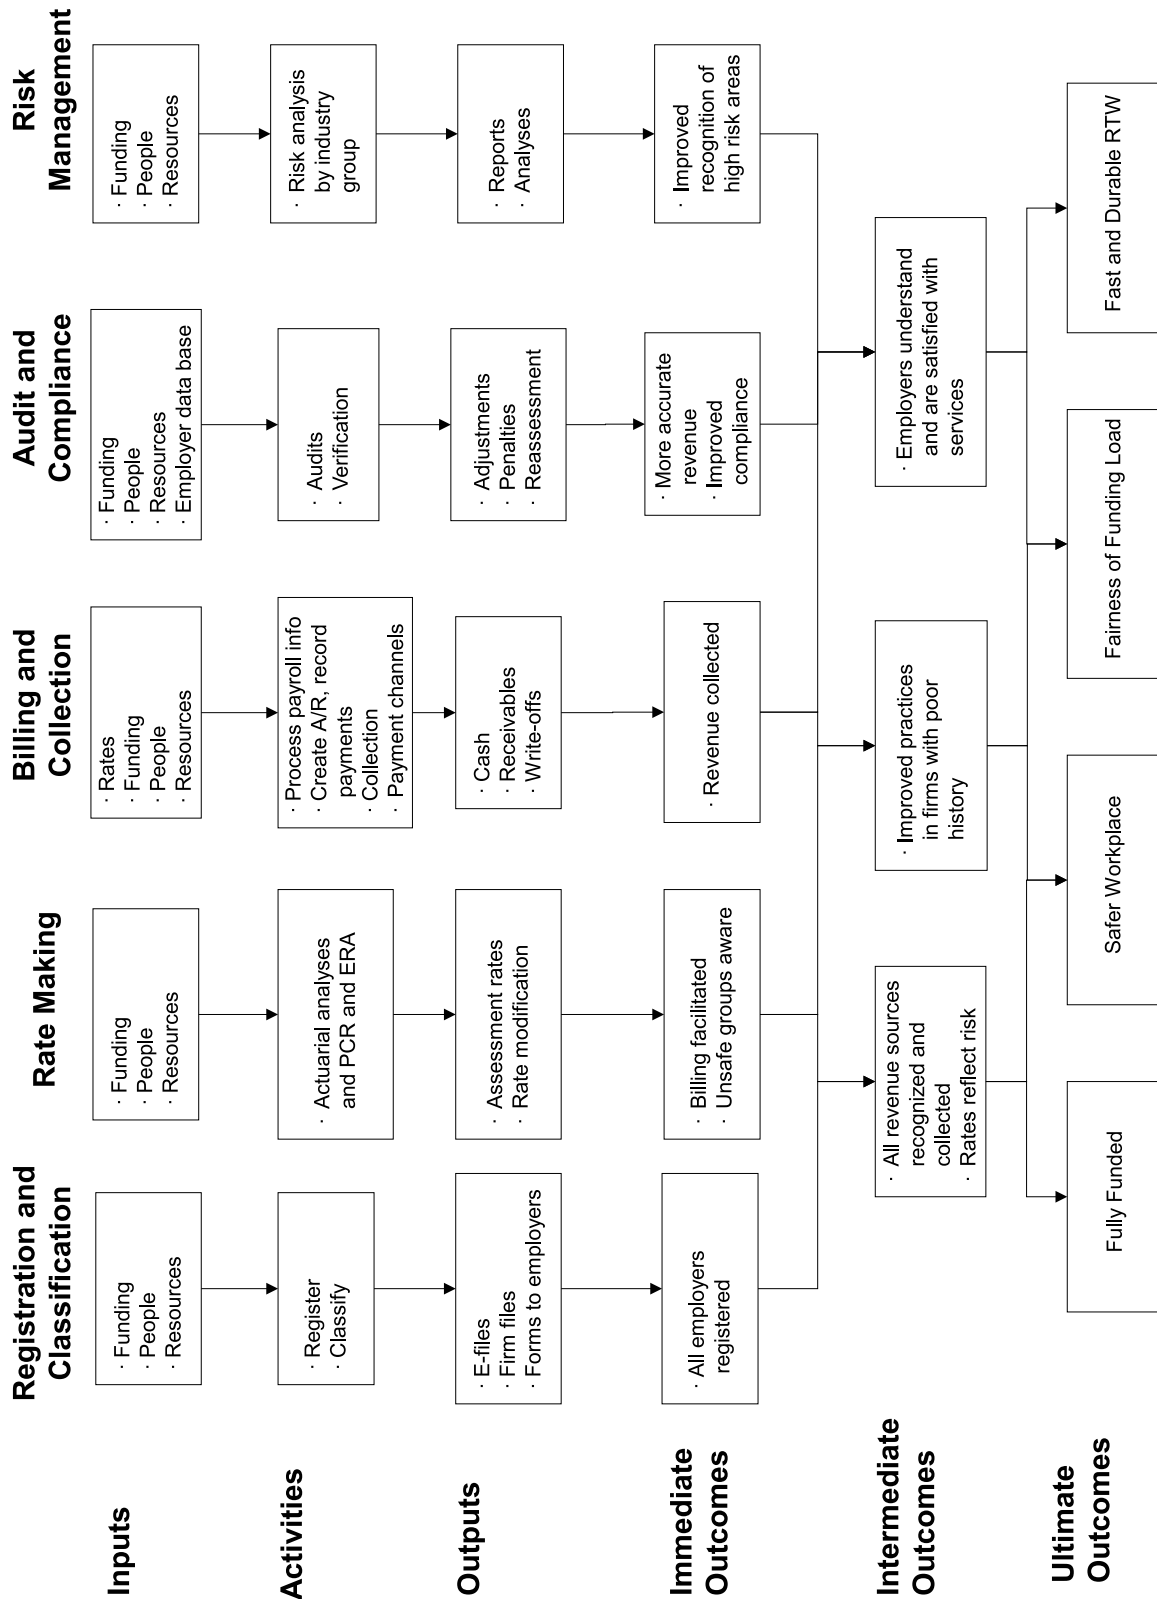 Registration and
Classification
Rate Making
Billing and
Collection
Audit and
Compliance
Risk
Management
Inputs
· Funding
· People
· Resources
· Funding
· People
· Resources
· Rates
· Funding
· People
· Resources
· Funding
· People
· Resources
· Employer data base
· Funding
· People
· Resources
Activities
· Register
· Classify
· Actuarial analyses
and PCR and ERA
· Process payroll info
· Create A/R, record
payments
· Collection
· Payment channels
· Audits
· Verification
· Risk analysis
by industry
group
Outputs
· E-files
· Firm files
· Forms to employers
· Assessment rates
· Rate modification
· Cash
· Receivables
· Write-offs
· Adjustments
· Penalties
· Reassessment
· Reports
· Analyses
Immediate
Outcomes
· All employers
registered
· Billing facilitated
· Unsafe groups aware
· Revenue collected
· More accurate
revenue
· Improved
compliance
· Improved
recognition of
high risk areas
Intermediate
Outcomes
· All revenue sources
recognized and
collected
· Rates reflect risk
· Improved practices
in firms with poor
history
· Employers understand
and are satisfied with
services
Ultimate
Outcomes
Fully Funded
Safer Workplace
Fairness of Funding Load
Fast and Durable RTW